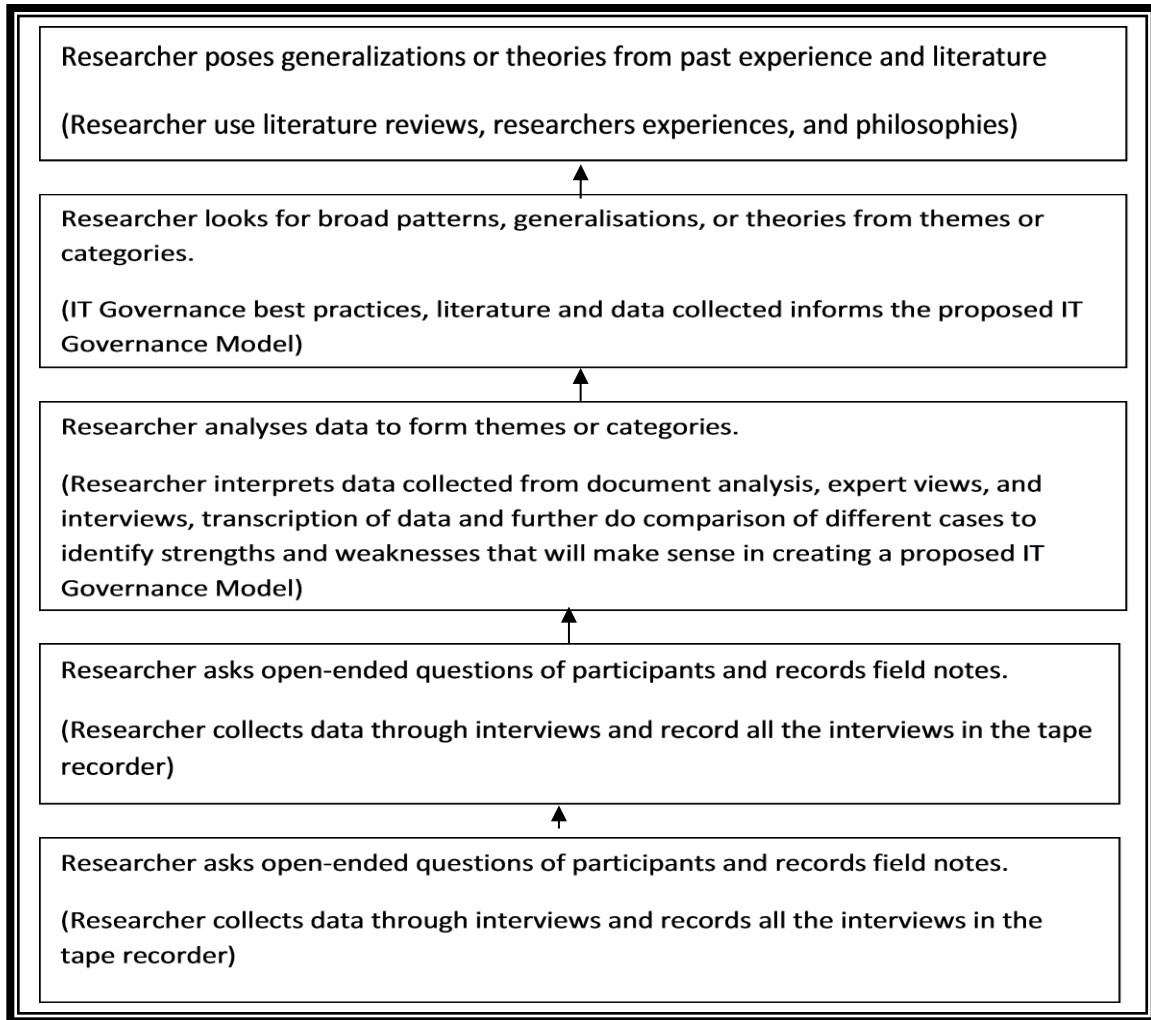 Researcher poses generalizations or theories from past experience and literature
(Researcher use literature reviews, researchers experiences, and philosophies)
Researcher looks for broad patterns, generalisations, or theories from themes or
categories.
(IT Governance best practices, literature and data collected informs the proposed IT
Governance Model)
Researcher analyses data to form themes or categories.
(Researcher interprets data collected from document analysis, expert views, and
interviews, transcription of data and further do comparison of different cases to
identify strengths and weaknesses that will make sense in creating a proposed IT
Governance Model)
Researcher asks open-ended questions of participants and records field notes.
(Researcher collects data through interviews and record all the interviews in the tape
recorder)
Researcher asks open-ended questions of participants and records field notes.
(Researcher collects data through interviews and records all the interviews in the
tape recorder)